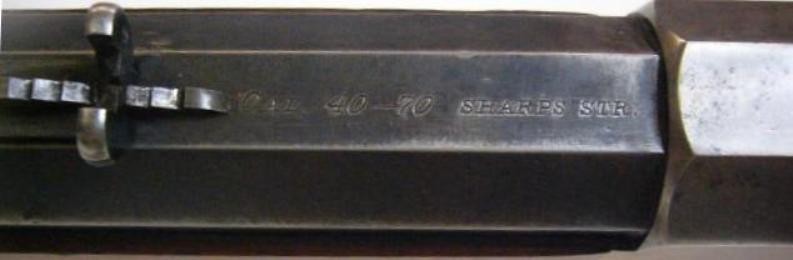 CAL. 40-70 SHARPS STR.